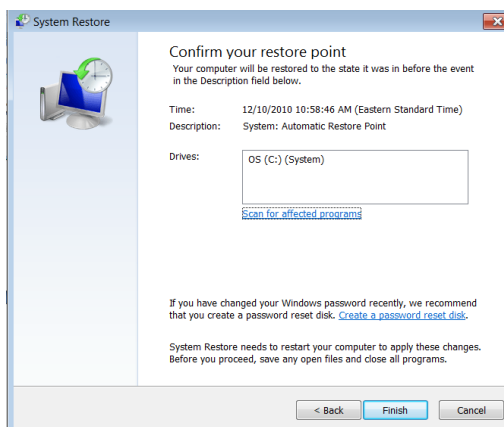 System Restore
Confirm your restore point
Your computer will be restored to the state it was in before the event
in the Description field below.
Time: 12/10/2010 10:58:46 AM (Eastern Standard Time)
Description: System: Automatic Restore Point
Drives: OS (C:) (System)
Scan for affected programs
If you have changed your Windows password recently, we recommend
that you create a password reset disk. Create a password reset disk.
System Restore needs to restart your computer to apply these changes.
Before you proceed, save any open files and close all programs.
< Back Finish Cancel